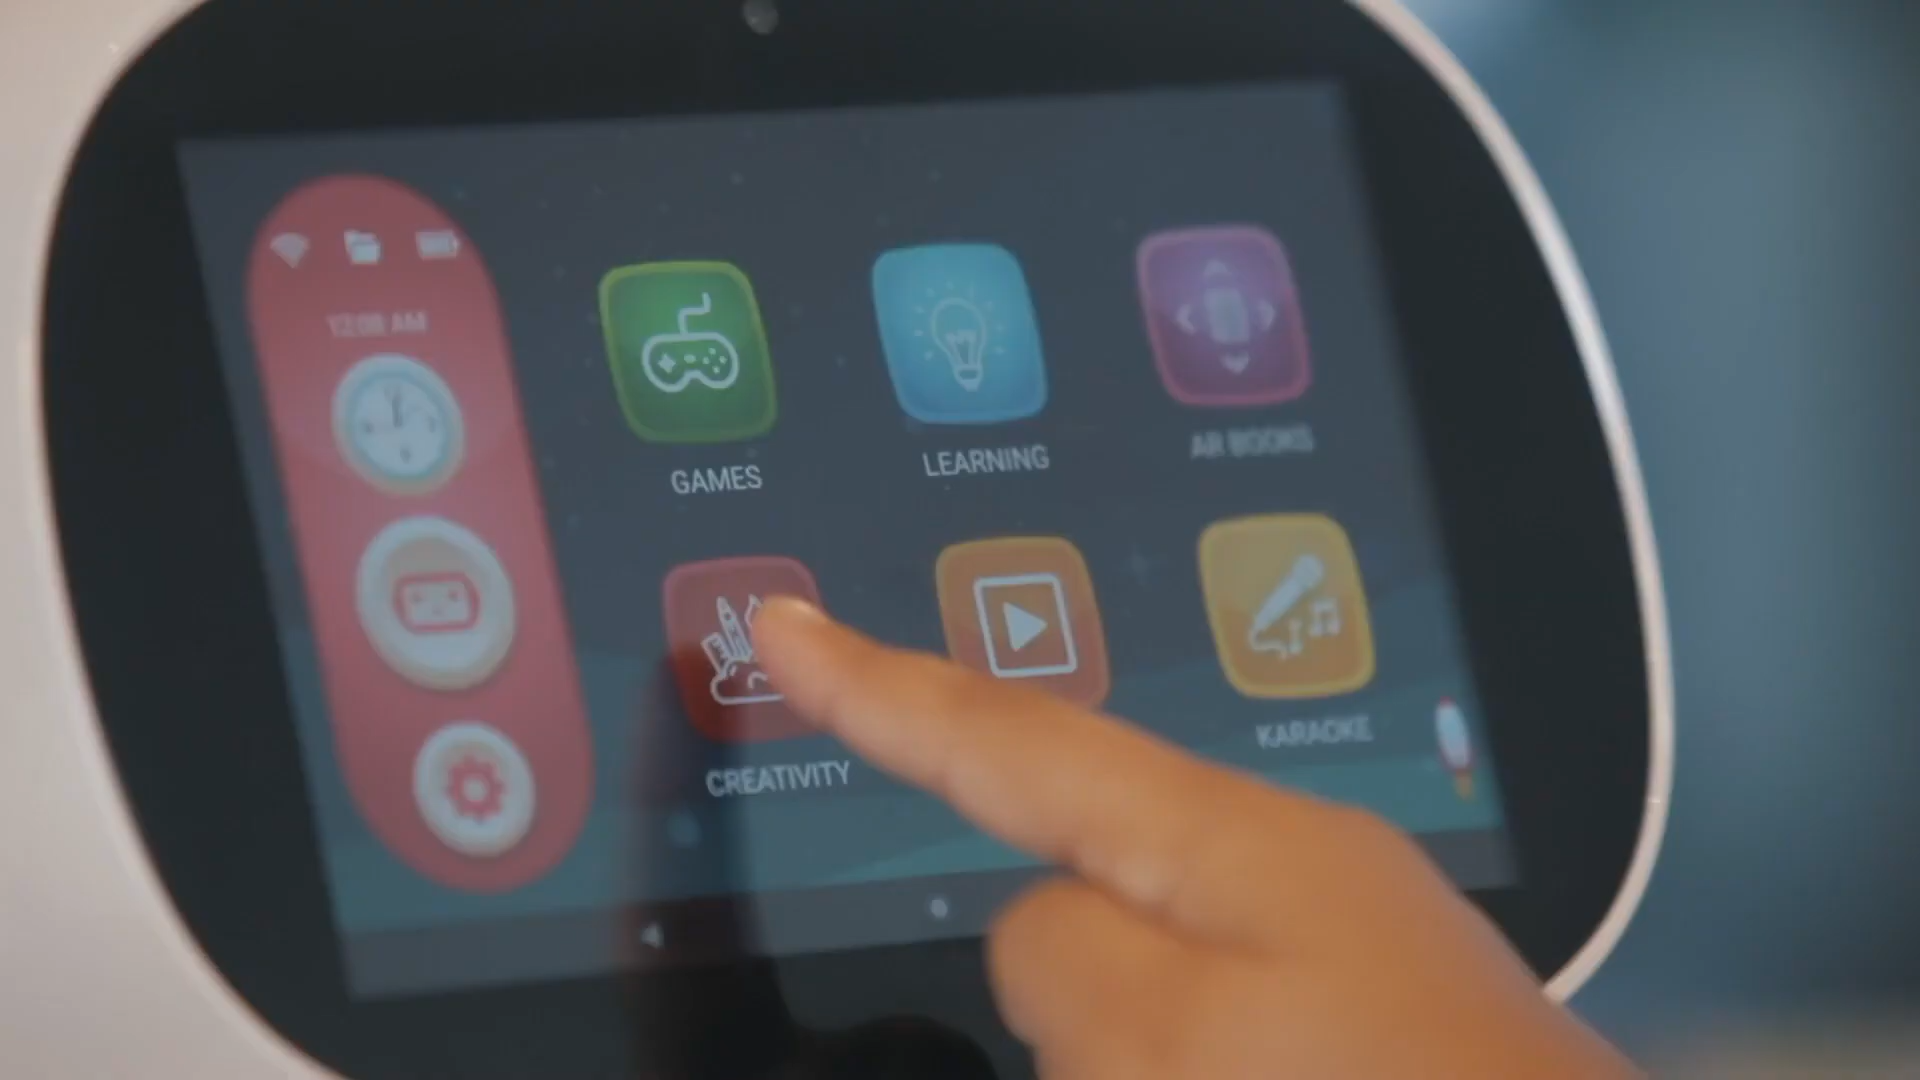 12:08 AM
GAMES
LEARNING
AR BOOKS
CREATIVITY
KARAOKE